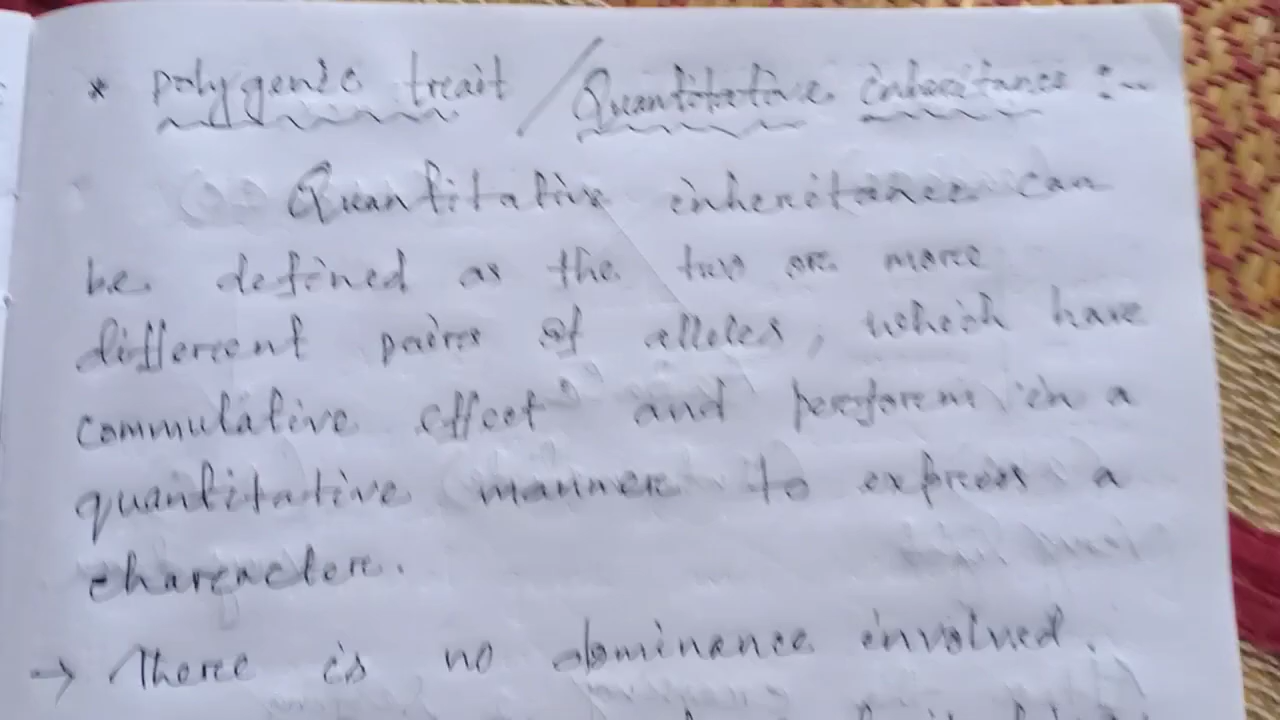 * polygenic trait / Quantitative inheritance :-
Quantitative inheritance can
be defined as the two or more
different pairs of alleles, which have
commulative effect and perform in a
quantitative manner to express a
character.
→ There is no dominance involved.